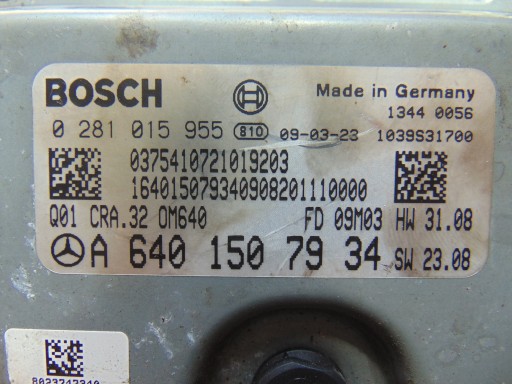 BOSCH
Made in Germany
1344 0056
0 281 015 955 810 09-03-23 1039S31700
0375410721019203
164015079340908201110000
Q01 CRA.32 OM640 FD 09M03 HW 31.08
A 640 150 79 34 SW 23.08
8023747340